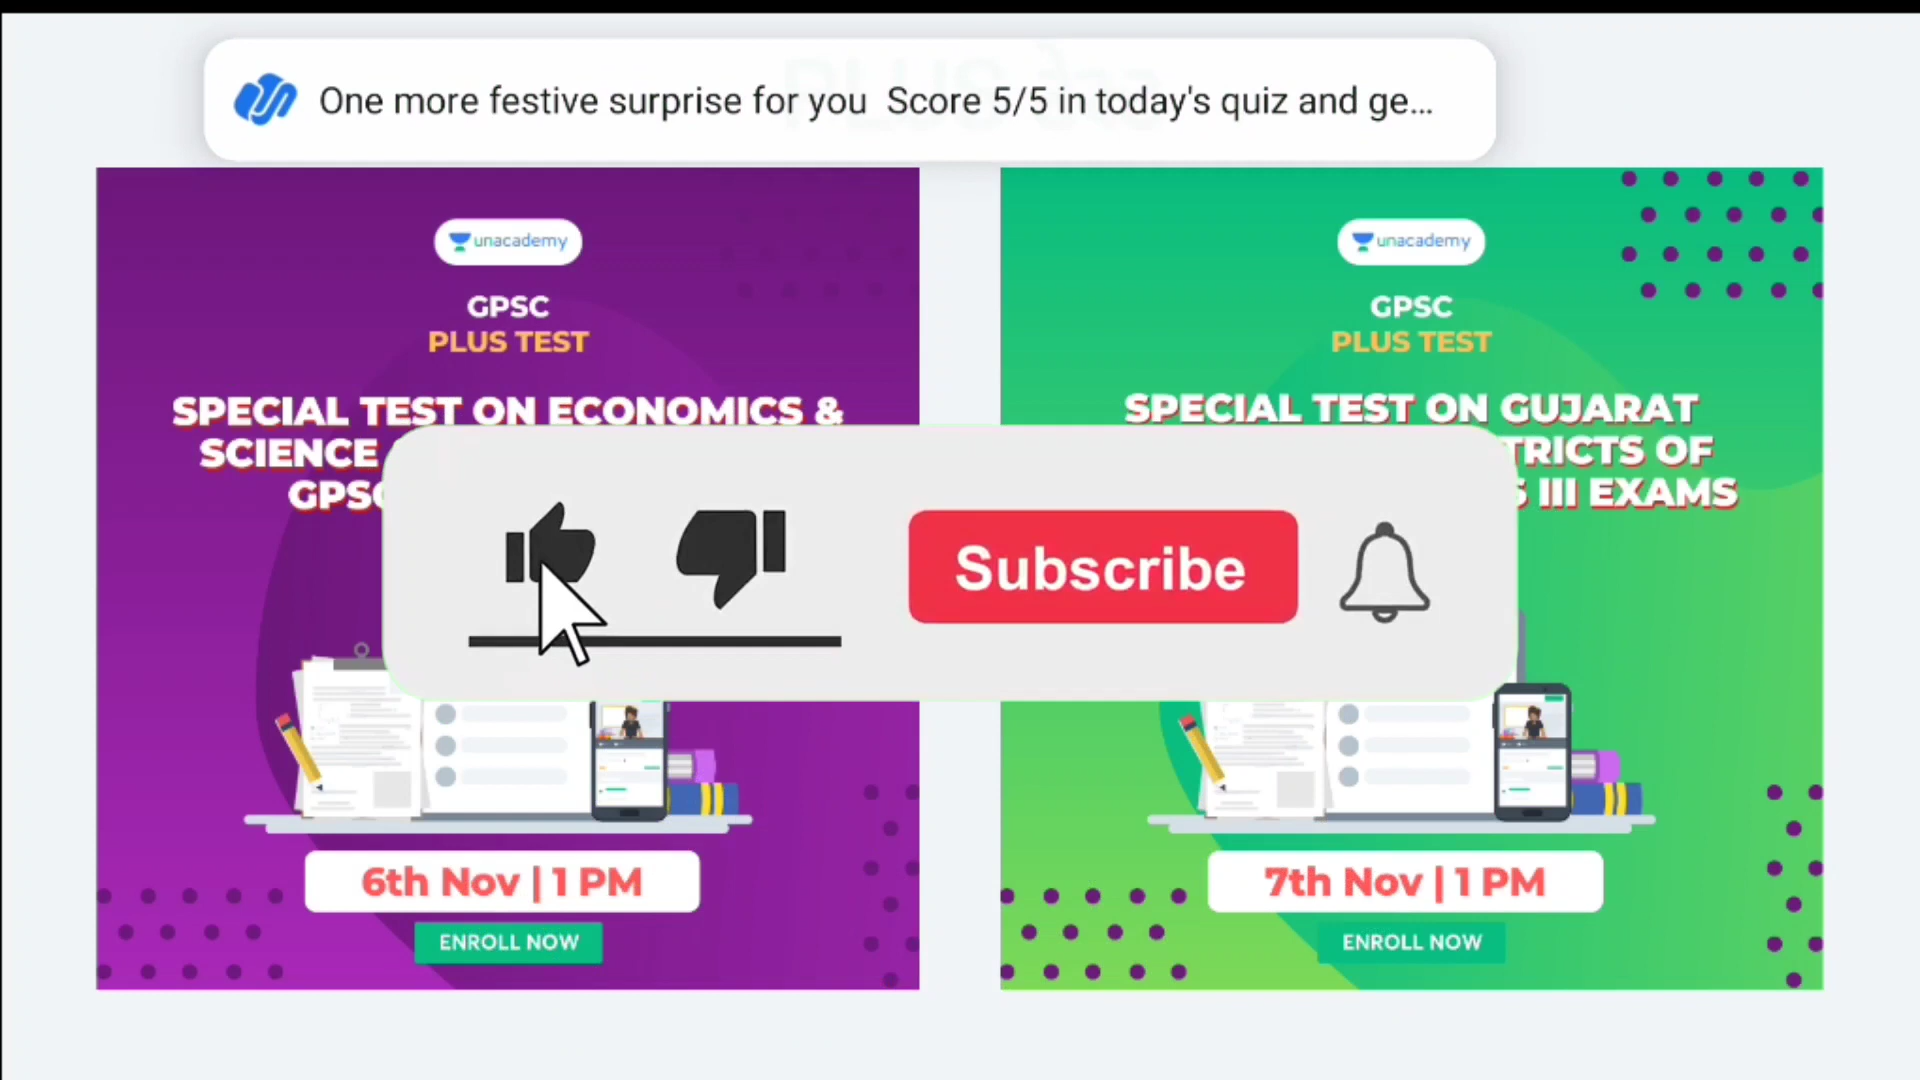 One more festive surprise for you  Score 5/5 in today's quiz and ge...
unacademy
GPSC
PLUS TEST
SPECIAL TEST ON ECONOMICS &
SCIENCE
GPSC
6th Nov | 1 PM
ENROLL NOW
unacademy
GPSC
PLUS TEST
SPECIAL TEST ON GUJARAT
TRICTS OF
III EXAMS
7th Nov | 1 PM
ENROLL NOW
Subscribe